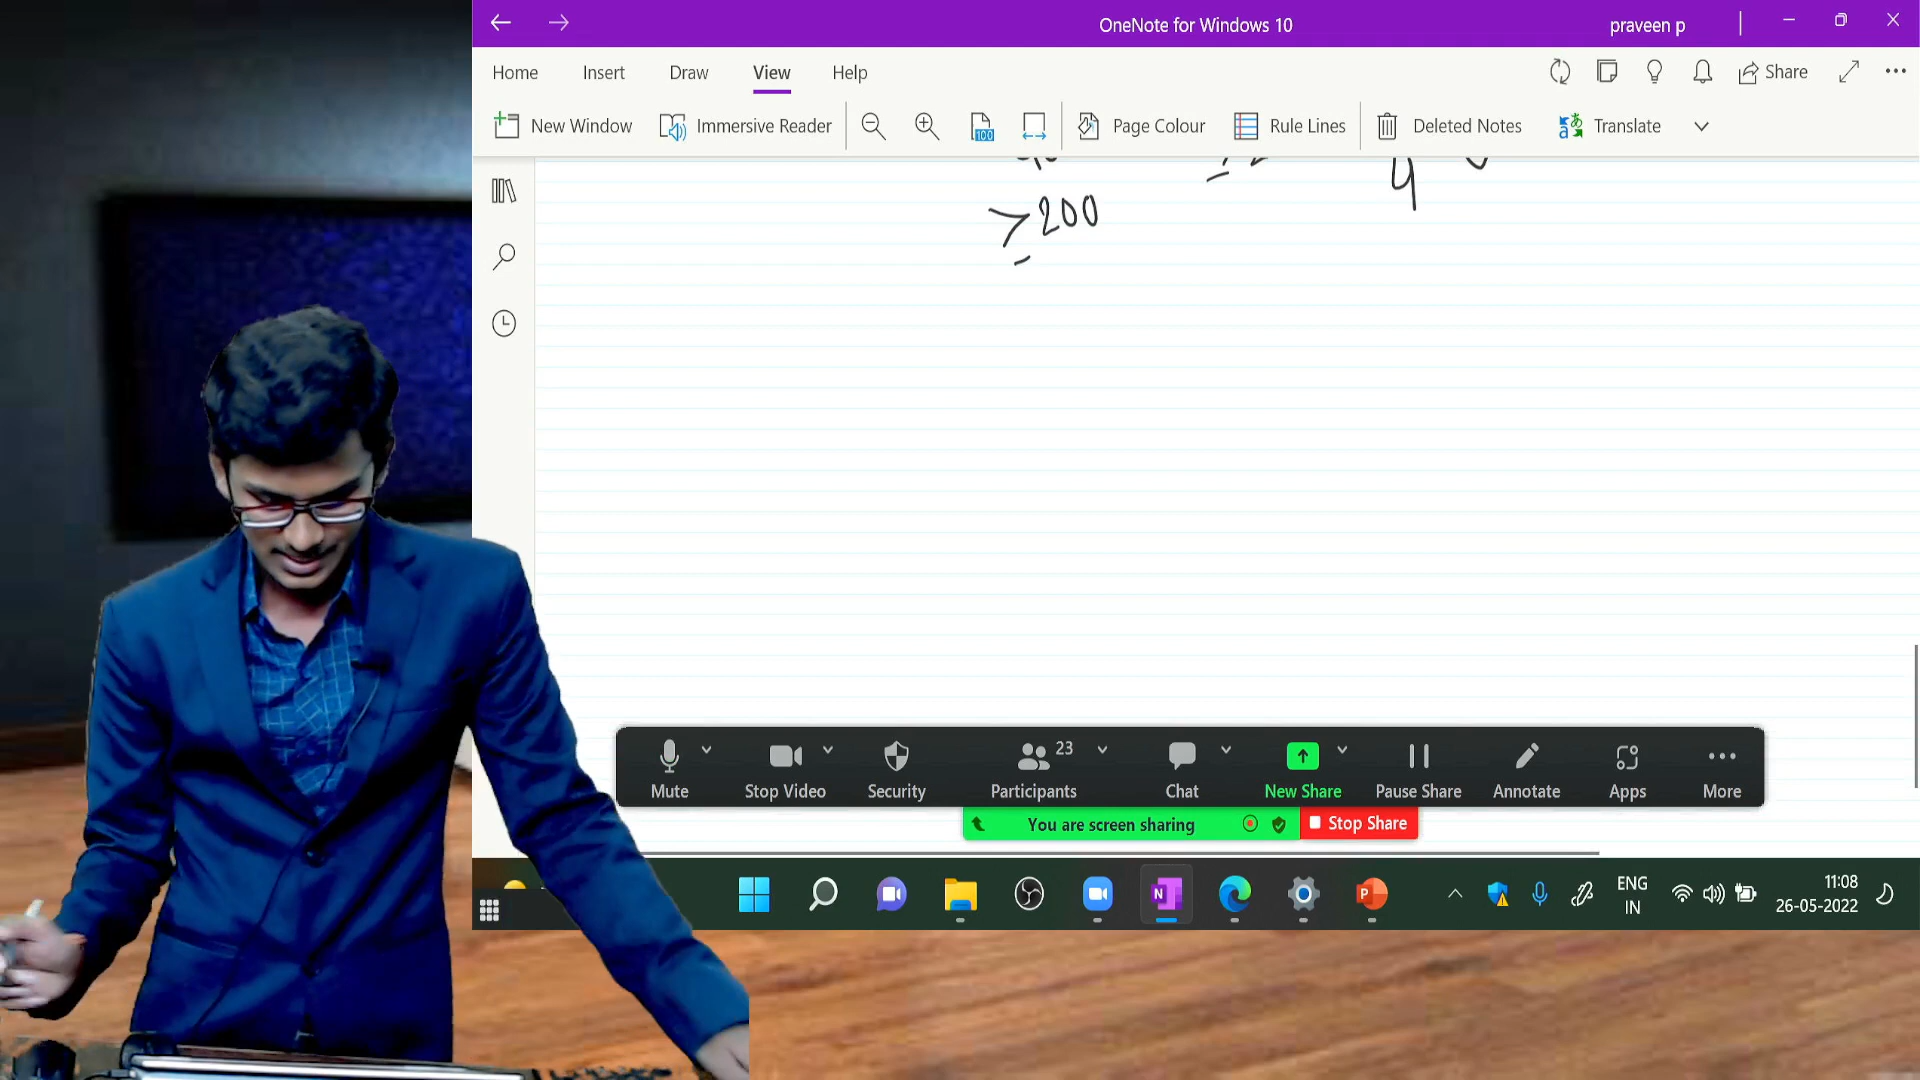 OneNote for Windows 10
praveen p
Home Insert Draw View Help
Share
New Window Immersive Reader 100 Page Colour Rule Lines Deleted Notes Translate
4
≥200
23
Mute Stop Video Security Participants Chat New Share Pause Share Annotate Apps More
You are screen sharing Stop Share
ENG
IN
11:08
26-05-2022